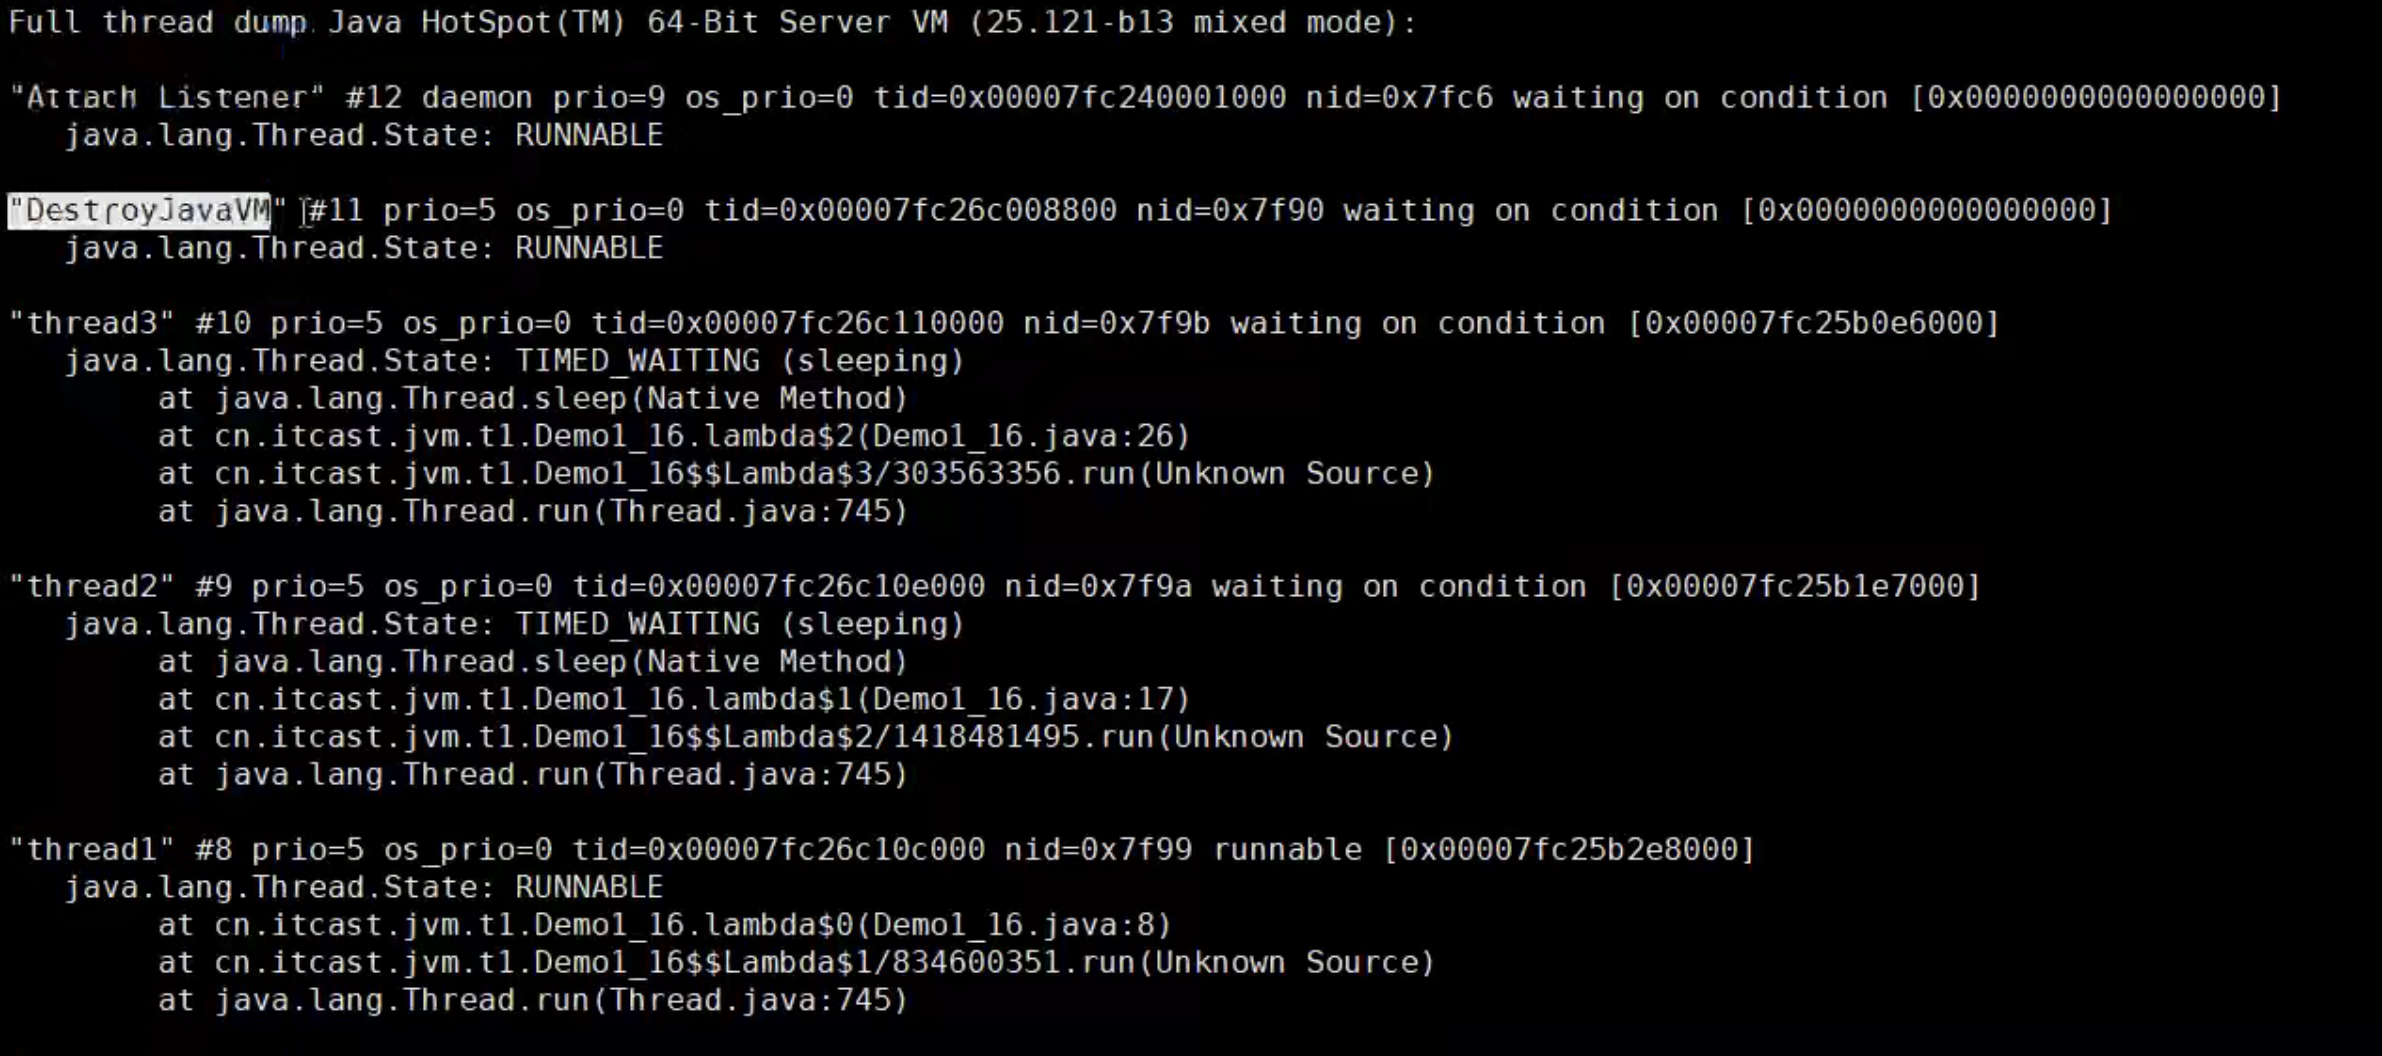 Full thread dump Java HotSpot(TM) 64-Bit Server VM (25.121-b13 mixed mode):
"Attach Listener" #12 daemon prio=9 os_prio=0 tid=0x00007fc240001000 nid=0x7fc6 waiting on condition [0x0000000000000000]
java.lang.Thread.State: RUNNABLE
"DestroyJavaVM" #11 prio=5 os_prio=0 tid=0x00007fc26c008800 nid=0x7f90 waiting on condition [0x0000000000000000]
java.lang.Thread.State: RUNNABLE
"thread3" #10 prio=5 os_prio=0 tid=0x00007fc26c110000 nid=0x7f9b waiting on condition [0x00007fc25b0e6000]
java.lang.Thread.State: TIMED_WAITING (sleeping)
at java.lang.Thread.sleep(Native Method)
at cn.itcast.jvm.t1.Demo1_16.lambda$2(Demo1_16.java:26)
at cn.itcast.jvm.t1.Demo1_16$$Lambda$3/303563356.run(Unknown Source)
at java.lang.Thread.run(Thread.java:745)
"thread2" #9 prio=5 os_prio=0 tid=0x00007fc26c10e000 nid=0x7f9a waiting on condition [0x00007fc25b1e7000]
java.lang.Thread.State: TIMED_WAITING (sleeping)
at java.lang.Thread.sleep(Native Method)
at cn.itcast.jvm.t1.Demo1_16.lambda$1(Demo1_16.java:17)
at cn.itcast.jvm.t1.Demo1_16$$Lambda$2/1418481495.run(Unknown Source)
at java.lang.Thread.run(Thread.java:745)
"thread1" #8 prio=5 os_prio=0 tid=0x00007fc26c10c000 nid=0x7f99 runnable [0x00007fc25b2e8000]
java.lang.Thread.State: RUNNABLE
at cn.itcast.jvm.t1.Demo1_16.lambda$0(Demo1_16.java:8)
at cn.itcast.jvm.t1.Demo1_16$$Lambda$1/834600351.run(Unknown Source)
at java.lang.Thread.run(Thread.java:745)